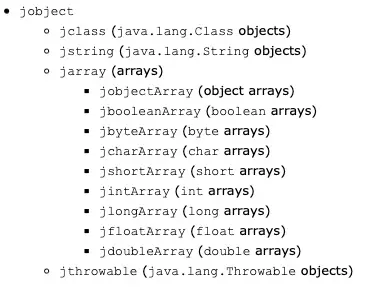 jobject
jclass (java.lang.Class objects)
jstring (java.lang.String objects)
jarray (arrays)
jobjectArray (object arrays)
jbooleanArray (boolean arrays)
jbyteArray (byte arrays)
jcharArray (char arrays)
jshortArray (short arrays)
jintArray (int arrays)
jlongArray (long arrays)
jfloatArray (float arrays)
jdoubleArray (double arrays)
jthrowable (java.lang.Throwable objects)